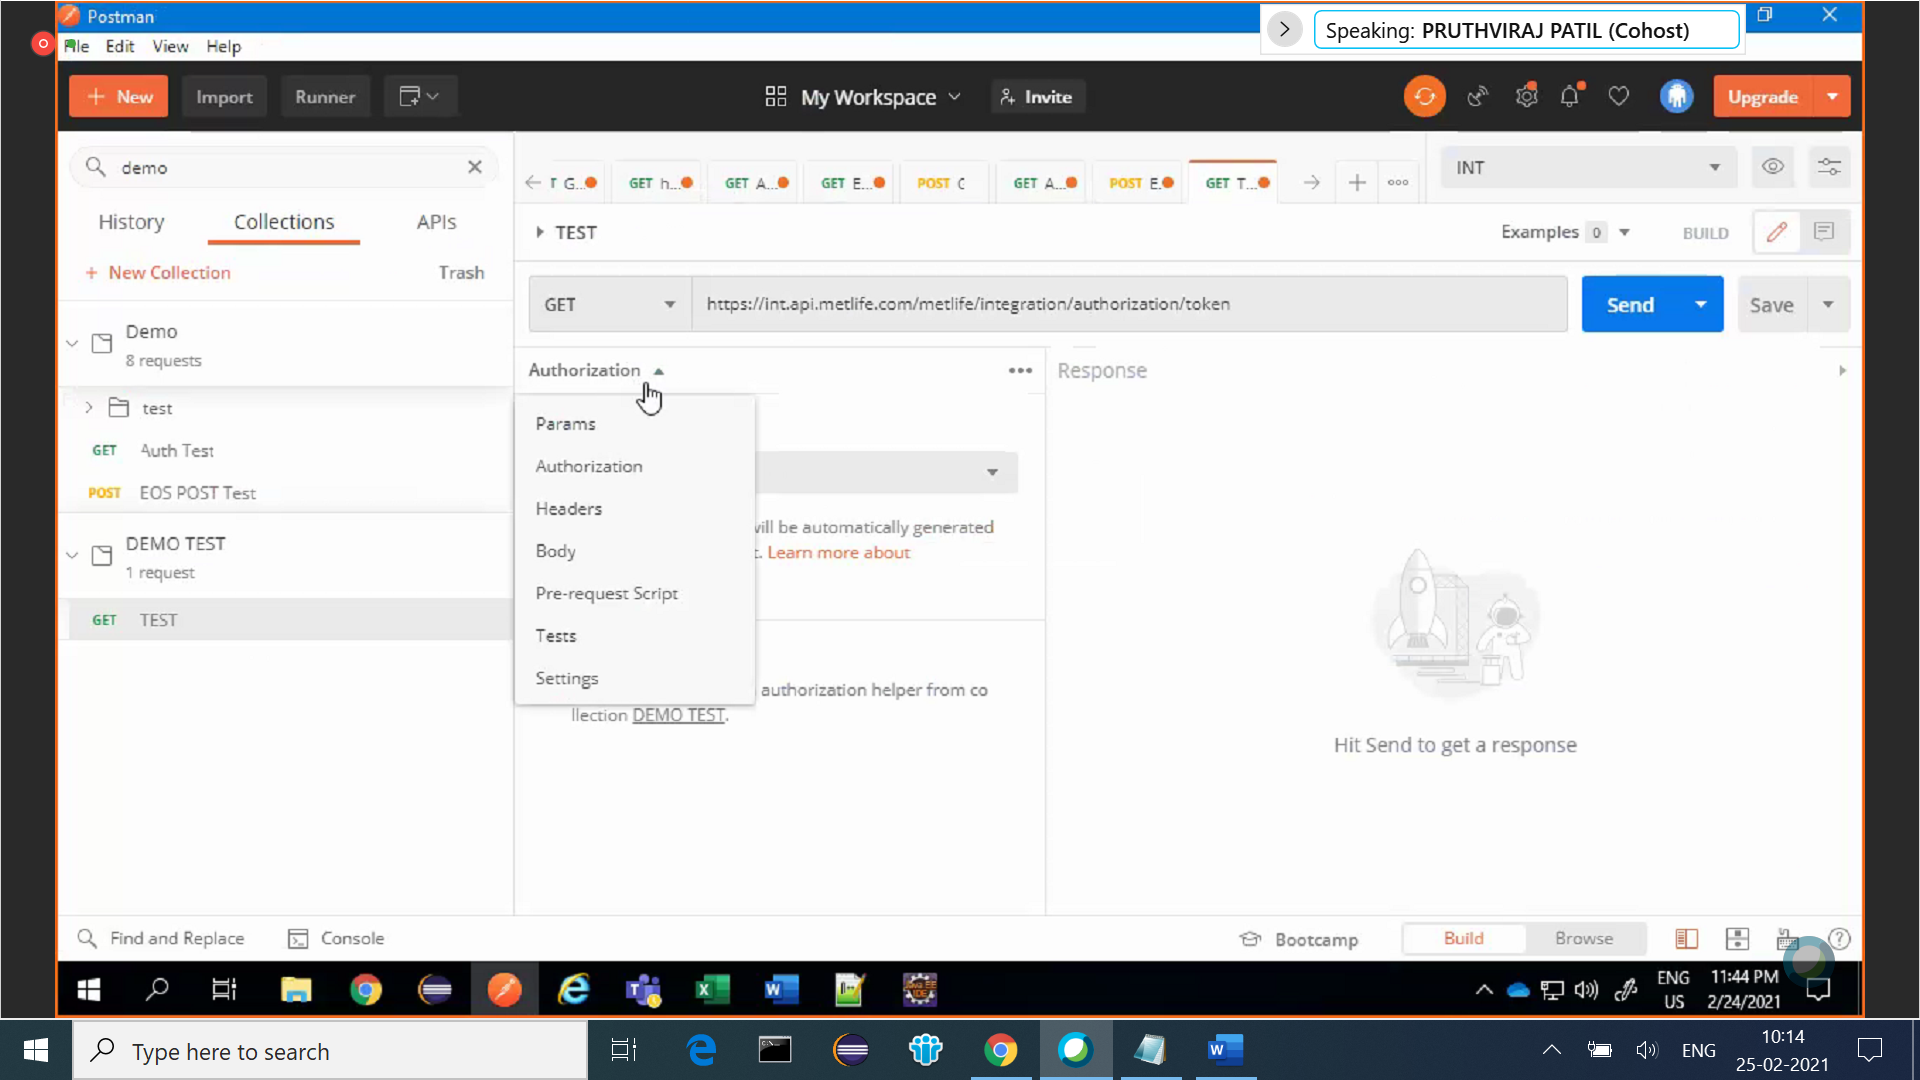 Postman
Speaking: PRUTHVIRAJ PATIL (Cohost)
File Edit View Help
+ New Import Runner
My Workspace
Invite
Upgrade
demo
T G...
GET h...
GET A...
GET E...
POST C
GET A...
POST E.
GET T...
INT
History Collections APIs
+ New Collection Trash
TEST
Examples 0
BUILD
GET
https://int.api.metlife.com/metlife/integration/authorization/token
Send
Save
Demo
8 requests
test
GET Auth Test
POST EOS POST Test
DEMO TEST
1 request
GET TEST
Authorization
Response
Params
Authorization
Headers
Body
Pre-request Script
Tests
Settings
will be automatically generated
t. Learn more about
authorization helper from co
llection DEMO TEST.
Hit Send to get a response
Find and Replace
Console
Bootcamp
Build Browse
ENG
US
11:44 PM
2/24/2021
Type here to search
ENG
10:14
25-02-2021